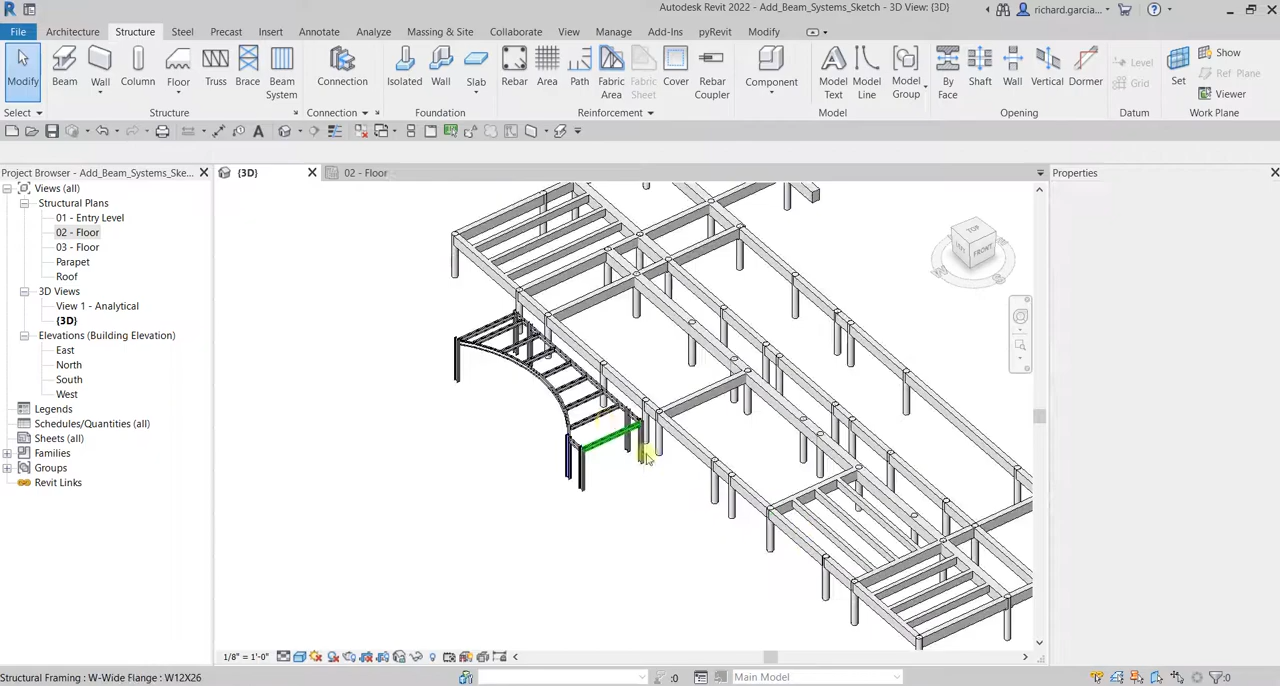 Autodesk Revit 2022 - Add_Beam_Systems_Sketch - 3D View: {3D}
richard.garcia...
File Architecture Structure Steel Precast Insert Annotate Analyze Massing & Site Collaborate View Manage Add-Ins pyRevit Modify
Modify Beam Wall Column Floor Truss Brace Beam System Connection Isolated Wall Slab Rebar Area Path Fabric Area Fabric Sheet Cover Rebar Coupler Component Model Text Model Line Model Group By Face Shaft Wall Vertical Dormer Level Grid Set Show Ref Plane Viewer
Select Structure Connection Foundation Reinforcement Model Opening Datum Work Plane
Project Browser - Add_Beam_Systems_Ske...
{3D}
02 - Floor
Properties
Views (all)
Structural Plans
01 - Entry Level
02 - Floor
03 - Floor
Parapet
Roof
3D Views
View 1 - Analytical
{3D}
Elevations (Building Elevation)
East
North
South
West
Legends
Schedules/Quantities (all)
Sheets (all)
Families
Groups
Revit Links
TOP
FRONT
1/8" = 1'-0"
Structural Framing : W-Wide Flange : W12X26
:0
Main Model
:0